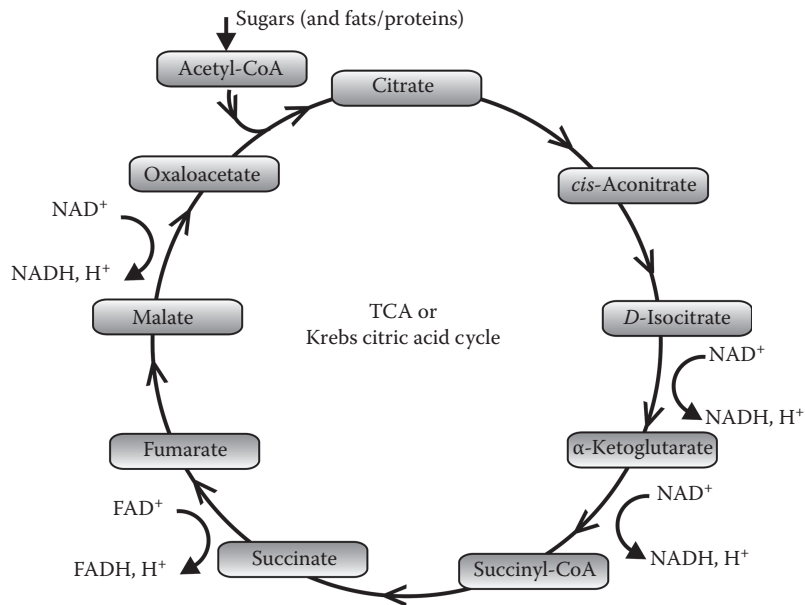 Sugars (and fats/proteins)
Acetyl-CoA
Citrate
Oxaloacetate
cis-Aconitrate
NAD⁺
NADH, H⁺
Malate
TCA or
Krebs citric acid cycle
D-Isocitrate
NAD⁺
NADH, H⁺
Fumarate
α-Ketoglutarate
FAD⁺
FADH, H⁺
Succinate
Succinyl-CoA
NAD⁺
NADH, H⁺